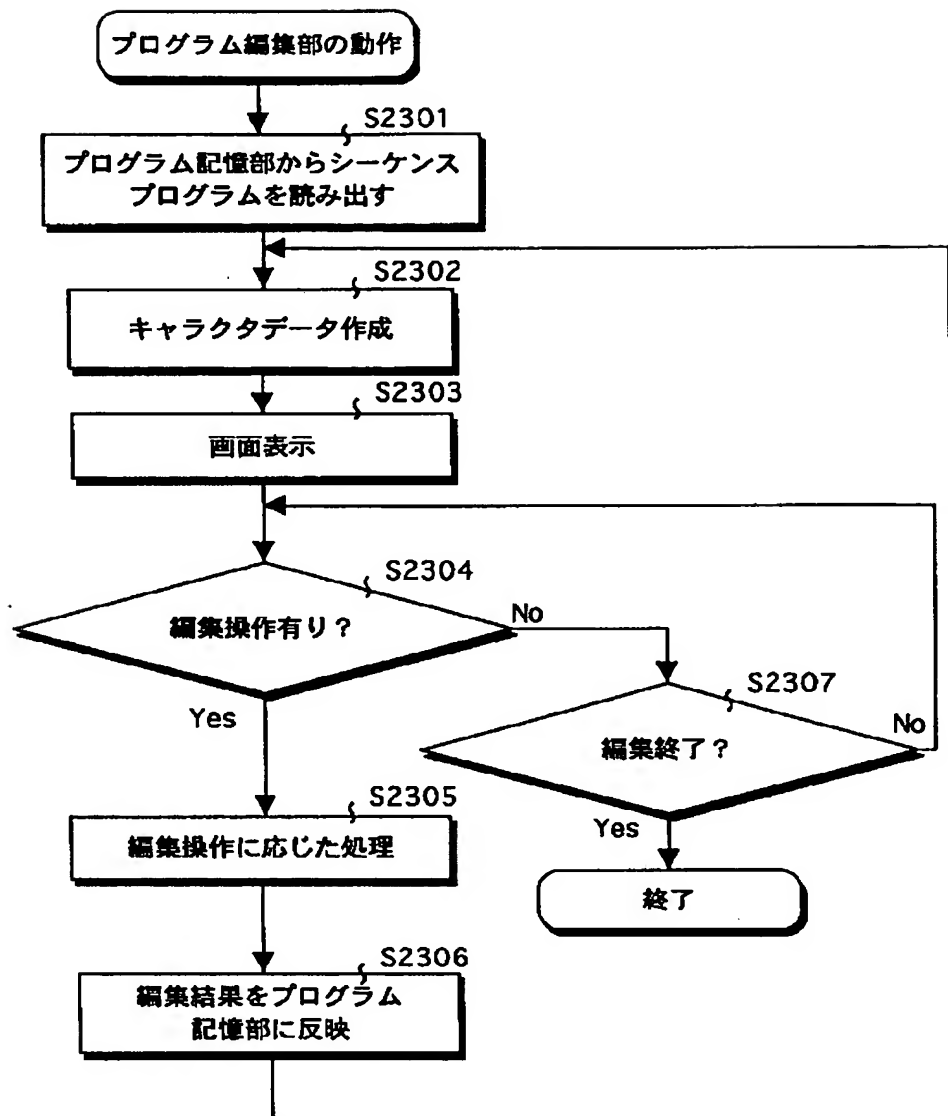 プログラム編集部の動作
S2301
プログラム記憶部からシーケンス
プログラムを読み出す
S2302
キャラクタデータ作成
S2303
画面表示
S2304
編集操作有り？
No
Yes
S2307
編集終了？
No
Yes
終了
S2305
編集操作に応じた処理
S2306
編集結果をプログラム
記憶部に反映